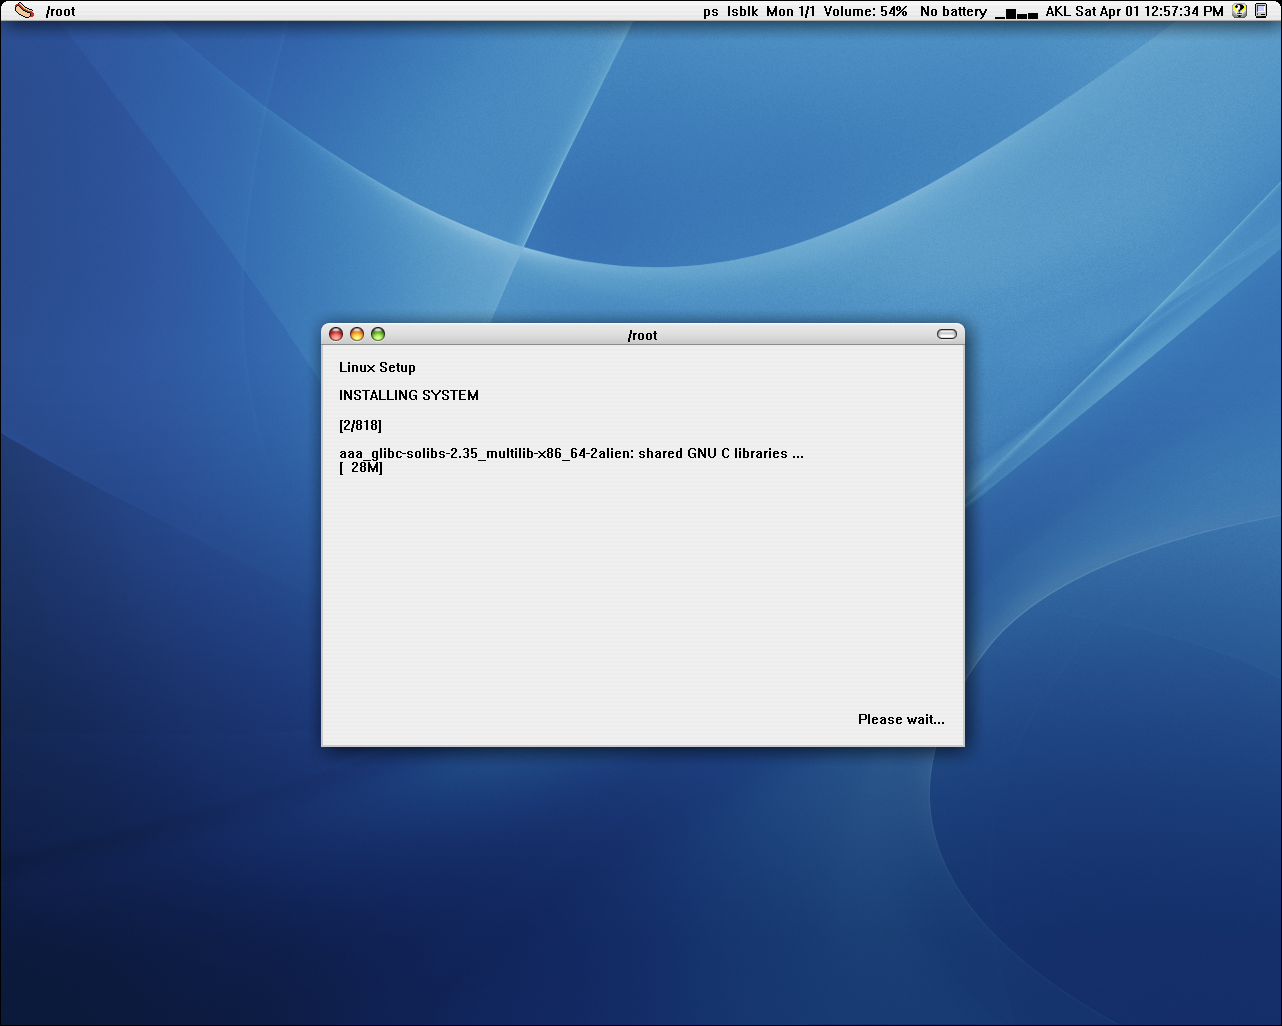 /root
ps lsblk Mon 1/1 Volume: 54% No battery AKL Sat Apr 01 12:57:34 PM
/root
Linux Setup
INSTALLING SYSTEM
[2/818]
aaa_glibc-solibs-2.35_multilib-x86_64-2alien: shared GNU C libraries ...
[  28M]
Please wait...